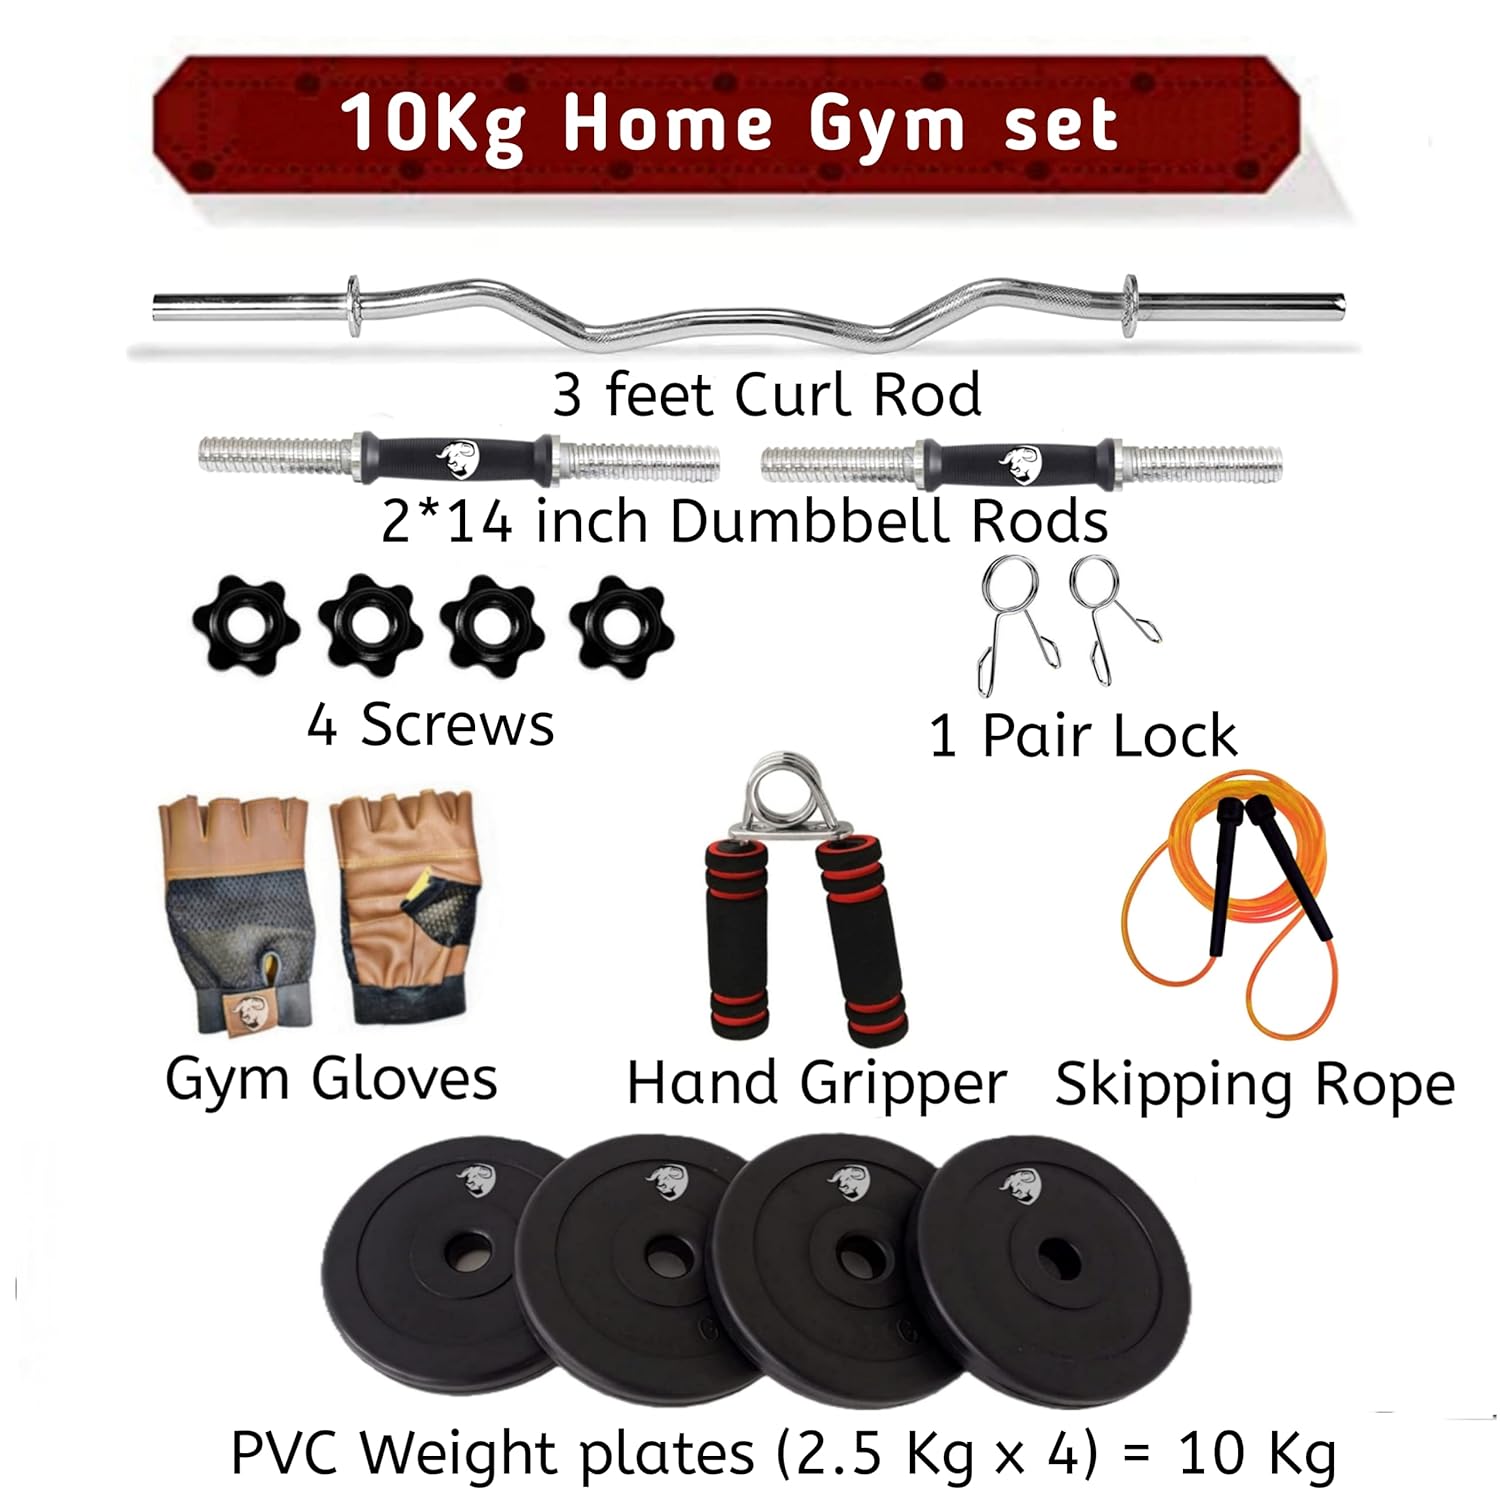 10Kg Home Gym set
3 feet Curl Rod
2*14 inch Dumbbell Rods
4 Screws
1 Pair Lock
Gym Gloves
Hand Gripper
Skipping Rope
PVC Weight plates (2.5 Kg x 4) = 10 Kg